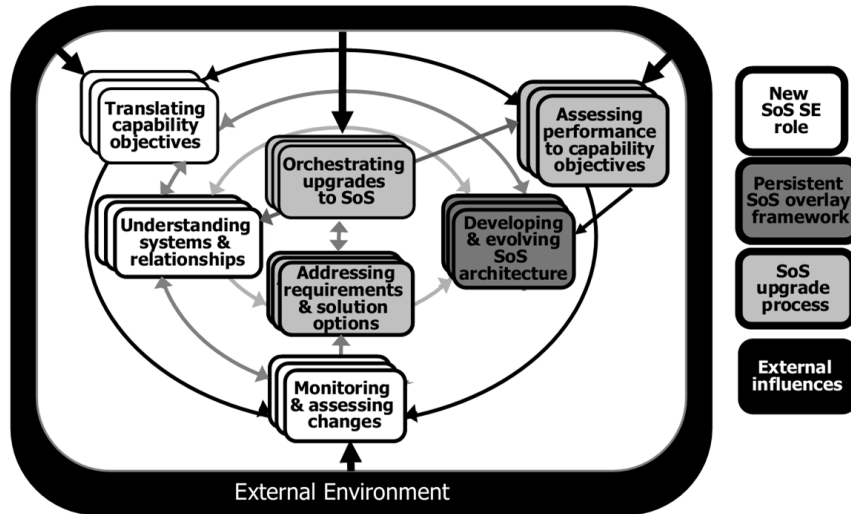 Translating
capability
objectives
Assessing
performance
to capability
objectives
Orchestrating
upgrades
to SoS
Understanding
systems &
relationships
Developing
& evolving
SoS
architecture
Addressing
requirements
& solution
options
Monitoring
& assessing
changes
External Environment
New
SoS SE
role
Persistent
SoS overlay
framework
SoS
upgrade
process
External
influences